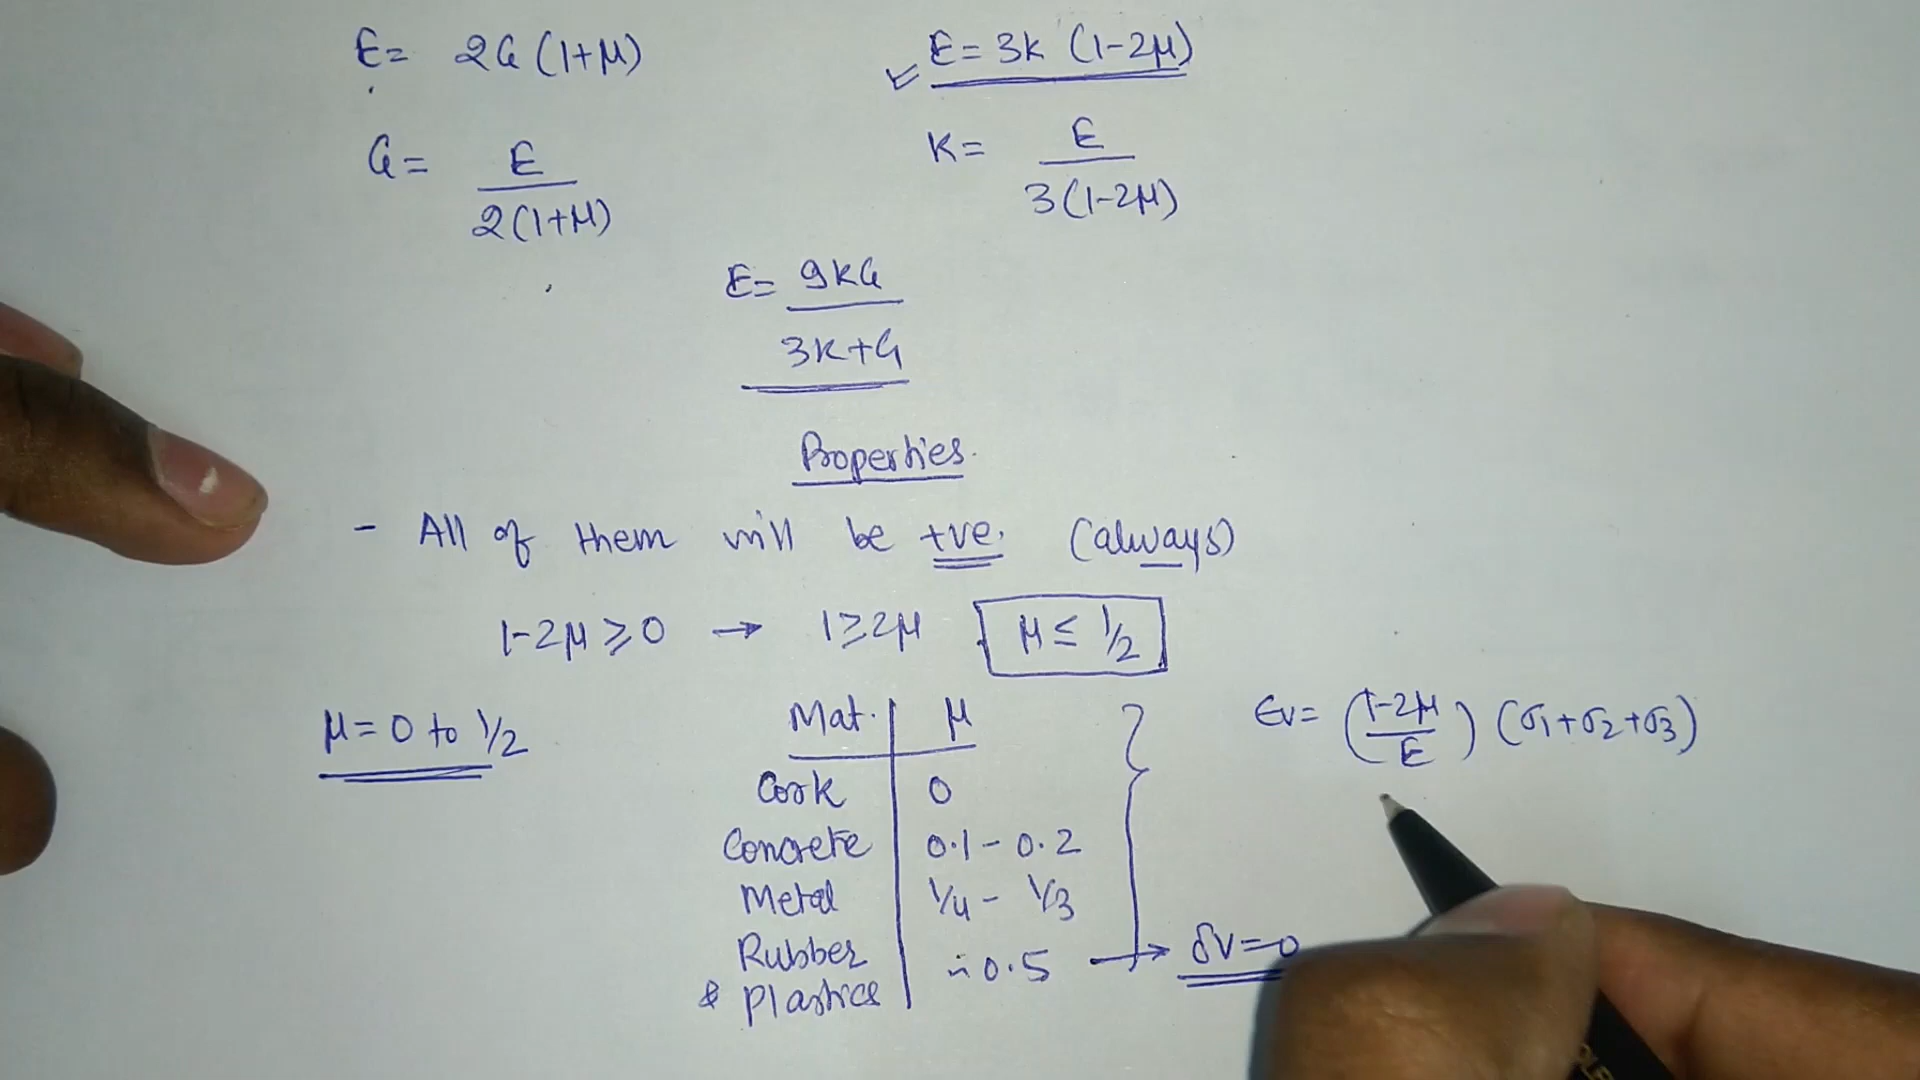 E= 2G (1+μ)
E= 3K (1-2μ)
G= E / 2(1+μ)
K= E / 3(1-2μ)
E= 9KG / 3K+G
Properties.
- All of them will be +ve. (always)
1-2μ ≥ 0 → 1≥2μ μ ≤ 1/2
μ= 0 to 1/2
Mat. | μ
Cork | 0
Concrete | 0.1 - 0.2
Metal | 1/4 - 1/3
Rubber & Plastics | ~0.5 → δV=0
Ev= (1-2μ / E) (σ1+σ2+σ3)